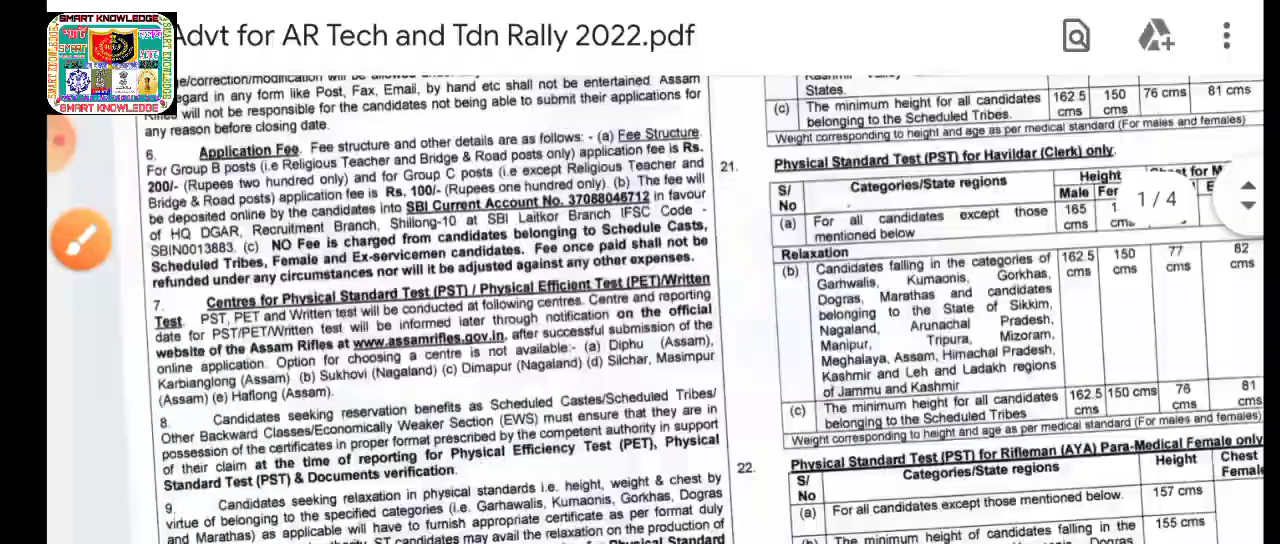 SMART KNOWLEDGE
SMART KNOWLEDGE
Advt for AR Tech and Tdn Rally 2022.pdf
regard in any form like Post, Fax, Email, by hand etc shall not be entertained. Assam
will not be responsible for the candidates not being able to submit their applications for
any reason before closing date.
6. Application Fee. Fee structure and other details are as follows: - (a) Fee Structure.
For Group B posts (i.e Religious Teacher and Bridge & Road posts only) application fee is Rs.
200/- (Rupees two hundred only) and for Group C posts (i.e except Religious Teacher and
Bridge & Road posts) application fee is Rs. 100/- (Rupees one hundred only). (b) The fee will
be deposited online by the candidates into SBI Current Account No. 37088046712 in favour
of HQ DGAR, Recruitment Branch, Shillong-10 at SBI Laitkor Branch IFSC Code -
SBIN0013883. (c) NO Fee is charged from candidates belonging to Schedule Casts,
Scheduled Tribes, Female and Ex-servicemen candidates. Fee once paid shall not be
refunded under any circumstances nor will it be adjusted against any other expenses.
7. Centres for Physical Standard Test (PST) / Physical Efficient Test (PET)/Written
Test. PST, PET and Written test will be conducted at following centres. Centre and reporting
date for PST/PET/Written test will be informed later through notification on the official
website of the Assam Rifles at www.assamrifles.gov.in, after successful submission of the
online application. Option for choosing a centre is not available:- (a) Diphu (Assam),
Karbianglong (Assam) (b) Sukhovi (Nagaland) (c) Dimapur (Nagaland) (d) Silchar, Masimpur
(Assam) (e) Haflong (Assam).
8. Candidates seeking reservation benefits as Scheduled Castes/Scheduled Tribes/
Other Backward Classes/Economically Weaker Section (EWS) must ensure that they are in
possession of the certificates in proper format prescribed by the competent authority in support
of their claim at the time of reporting for Physical Efficiency Test (PET), Physical
Standard Test (PST) & Documents verification.
9. Candidates seeking relaxation in physical standards i.e. height, weight & chest by
virtue of belonging to the specified categories (i.e. Garhawalis, Kumaonis, Gorkhas, Dogras
and Marathas) as applicable will have to furnish appropriate certificate as per format duly
ST candidates may avail the relaxation on the production of
States.
(c) The minimum height for all candidates 162.5 150 76 cms 81 cms
belonging to the Scheduled Tribes. cms cms
Weight corresponding to height and age as per medical standard (For males and females)
21. Physical Standard Test (PST) for Havildar (Clerk) only.
S/ Categories/State regions Height
No Male
(a) For all candidates except those 165
mentioned below cms
1 / 4
Relaxation
(b) Candidates falling in the categories of 162.5 150 77 82
Garhwalis, Kumaonis, Gorkhas, cms cms cms cms
Dogras, Marathas and candidates
belonging to the State of Sikkim,
Nagaland, Arunachal Pradesh,
Manipur, Tripura, Mizoram,
Meghalaya, Assam, Himachal Pradesh,
Kashmir and Leh and Ladakh regions
of Jammu and Kashmir
(c) The minimum height for all candidates 162.5 150 cms 76 81
belonging to the Scheduled Tribes cms cms cms
Weight corresponding to height and age as per medical standard (For males and females)
22. Physical Standard Test (PST) for Rifleman (AYA) Para-Medical Female only
S/ Categories/State regions Height Chest
No Female
(a) For all candidates except those mentioned below. 157 cms
The minimum height of candidates falling in the 155 cms